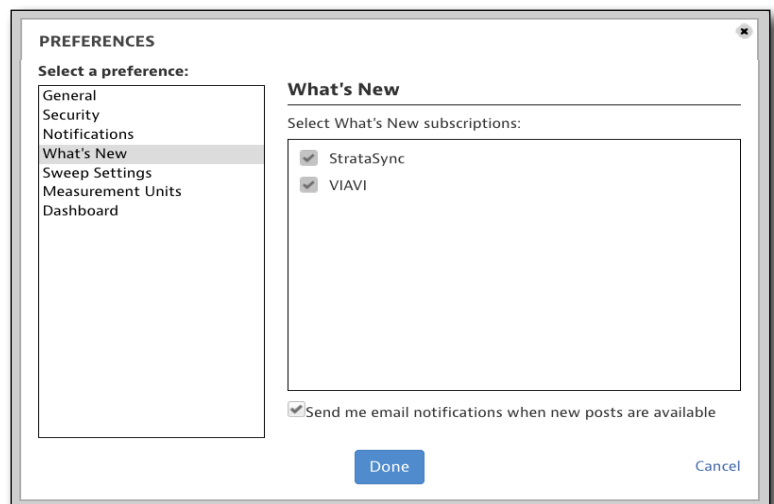 PREFERENCES
Select a preference:
General
Security
Notifications
What's New
Sweep Settings
Measurement Units
Dashboard
What's New
Select What's New subscriptions:
StrataSync
VIAVI
Send me email notifications when new posts are available
Done
Cancel